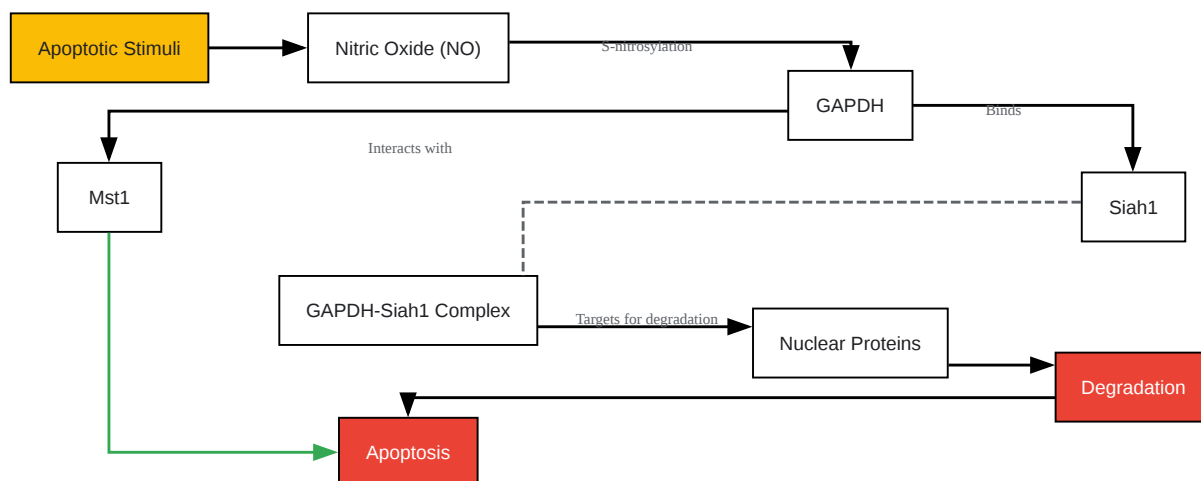 Apoptotic Stimuli
Nitric Oxide (NO)
S-nitrosylation
GAPDH
Binds
Interacts with
Mst1
Siah1
GAPDH-Siah1 Complex
Targets for degradation
Nuclear Proteins
Degradation
Apoptosis